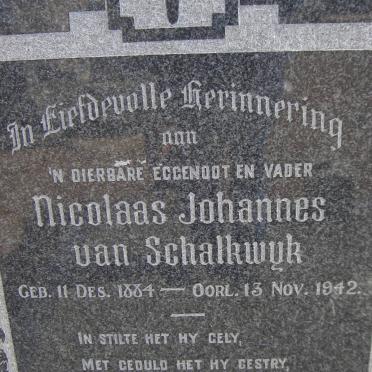 In Liefdevolle Herinnering
aan
'N DIERBARE EGGENOOT EN VADER
Nicolaas Johannes
van Schalkwyk
GEB. 11 DES. 1884 — OORL. 13 NOV. 1942.
IN STILTE HET HY GELY,
MET GEDULD HET HY GESTRY,